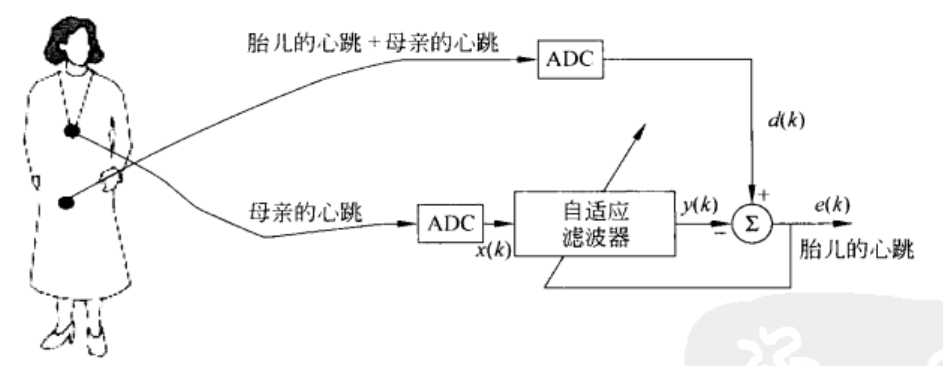 胎儿的心跳+母亲的心跳
ADC
d(k)
母亲的心跳
ADC
x(k)
自适应
滤波器
y(k)
+
−
Σ
e(k)
胎儿的心跳